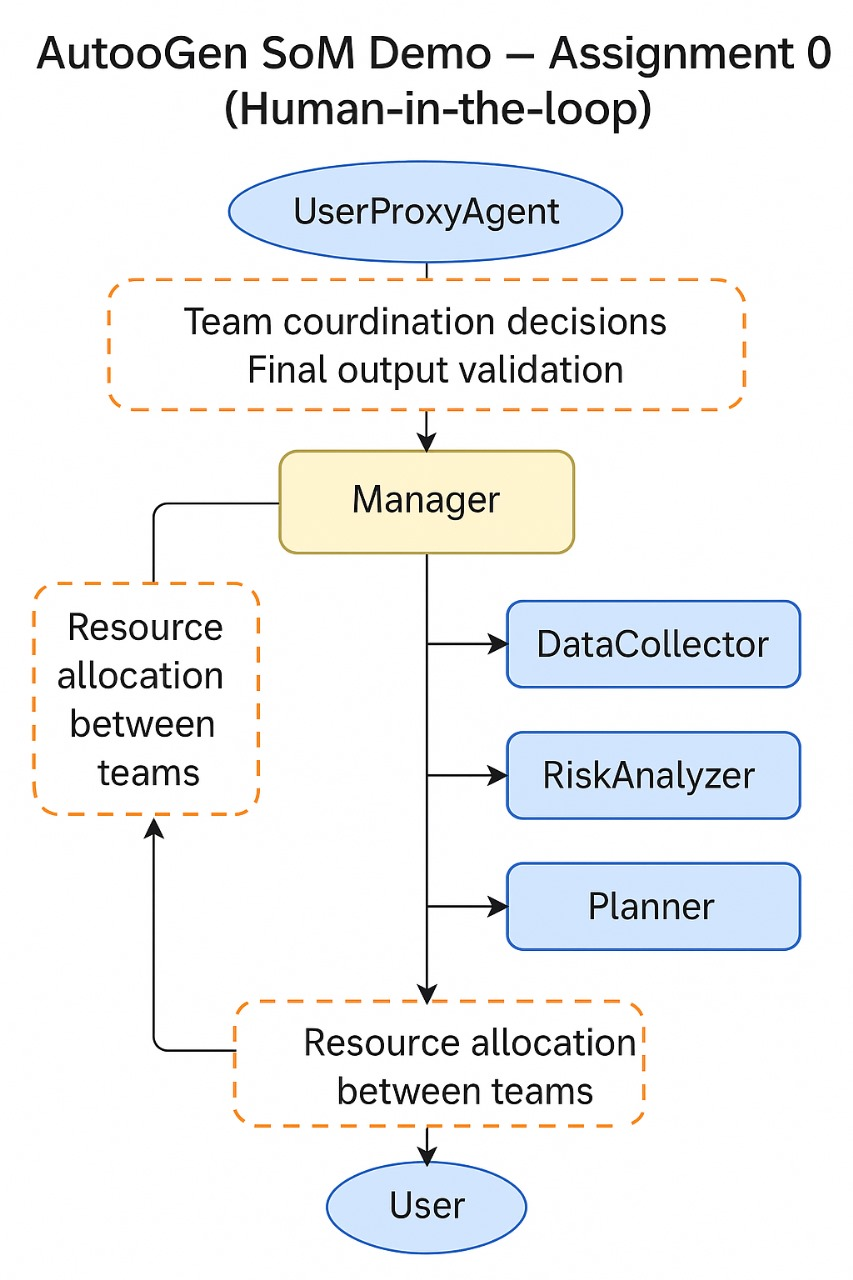 AutooGen SoM Demo – Assignment 0
(Human-in-the-loop)
UserProxyAgent
Team courdination decisions
Final output validation
Manager
Resource
allocation
between
teams
DataCollector
RiskAnalyzer
Planner
Resource allocation
between teams
User